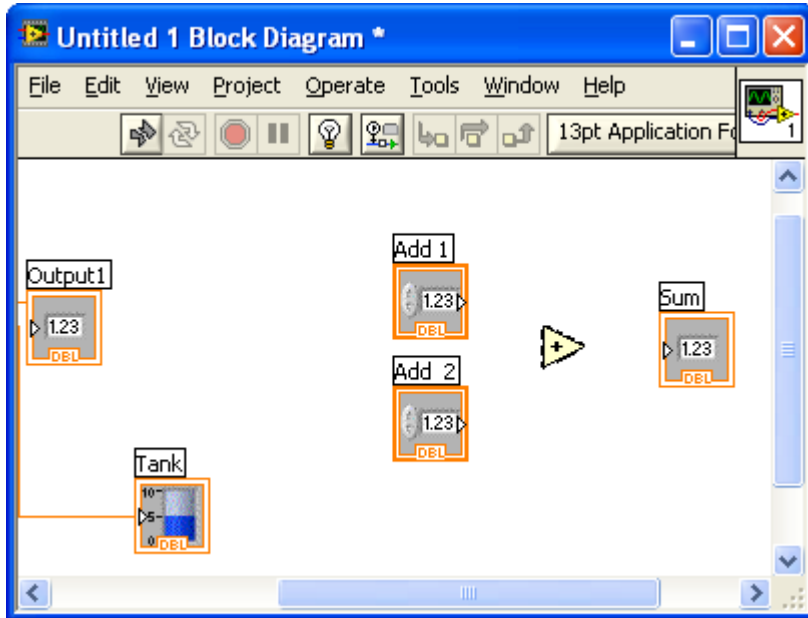 Untitled 1 Block Diagram *
File Edit View Project Operate Tools Window Help
1
13pt Application Fo
Add 1
1.23
DBL
Output1
1.23
DBL
Sum
1.23
DBL
+
Add  2
1.23
DBL
Tank
10
5
0
DBL